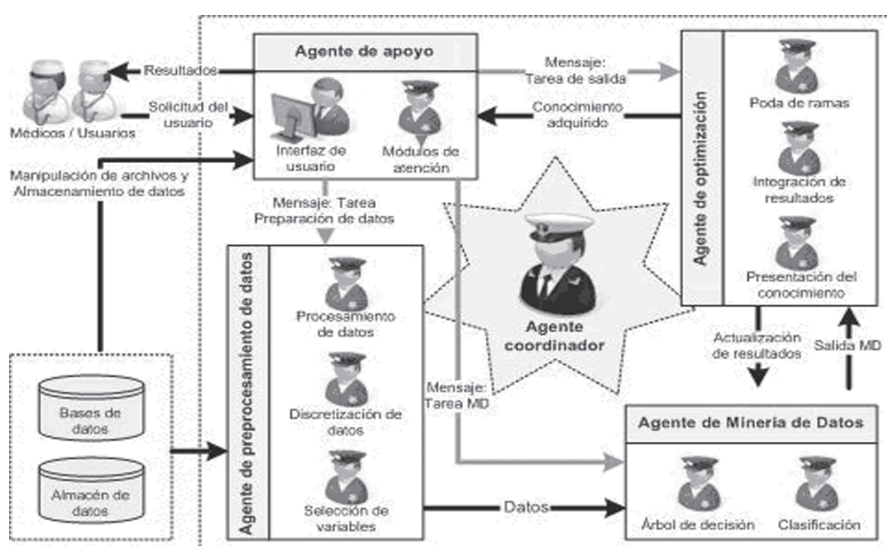 Agente de apoyo
Resultados
Solicitud del
usuario
Médicos / Usuarios
Interfaz de
usuario
Módulos de
atención
Mensaje:
Tarea de salida
Conocimiento
adquirido
Agente de optimización
Poda de ramas
Integración de
resultados
Presentación del
conocimiento
Manipulación de archivos y
Almacenamiento de datos
Mensaje: Tarea
Preparación de datos
Agente de preprocesamiento de datos
Procesamiento
de datos
Discretización de
datos
Selección de
variables
Agente
coordinador
Mensaje:
Tarea MD
Actualización
de resultados
Salida MD
Bases de
datos
Almacén de
datos
Datos
Agente de Minería de Datos
Árbol de decisión
Clasificación